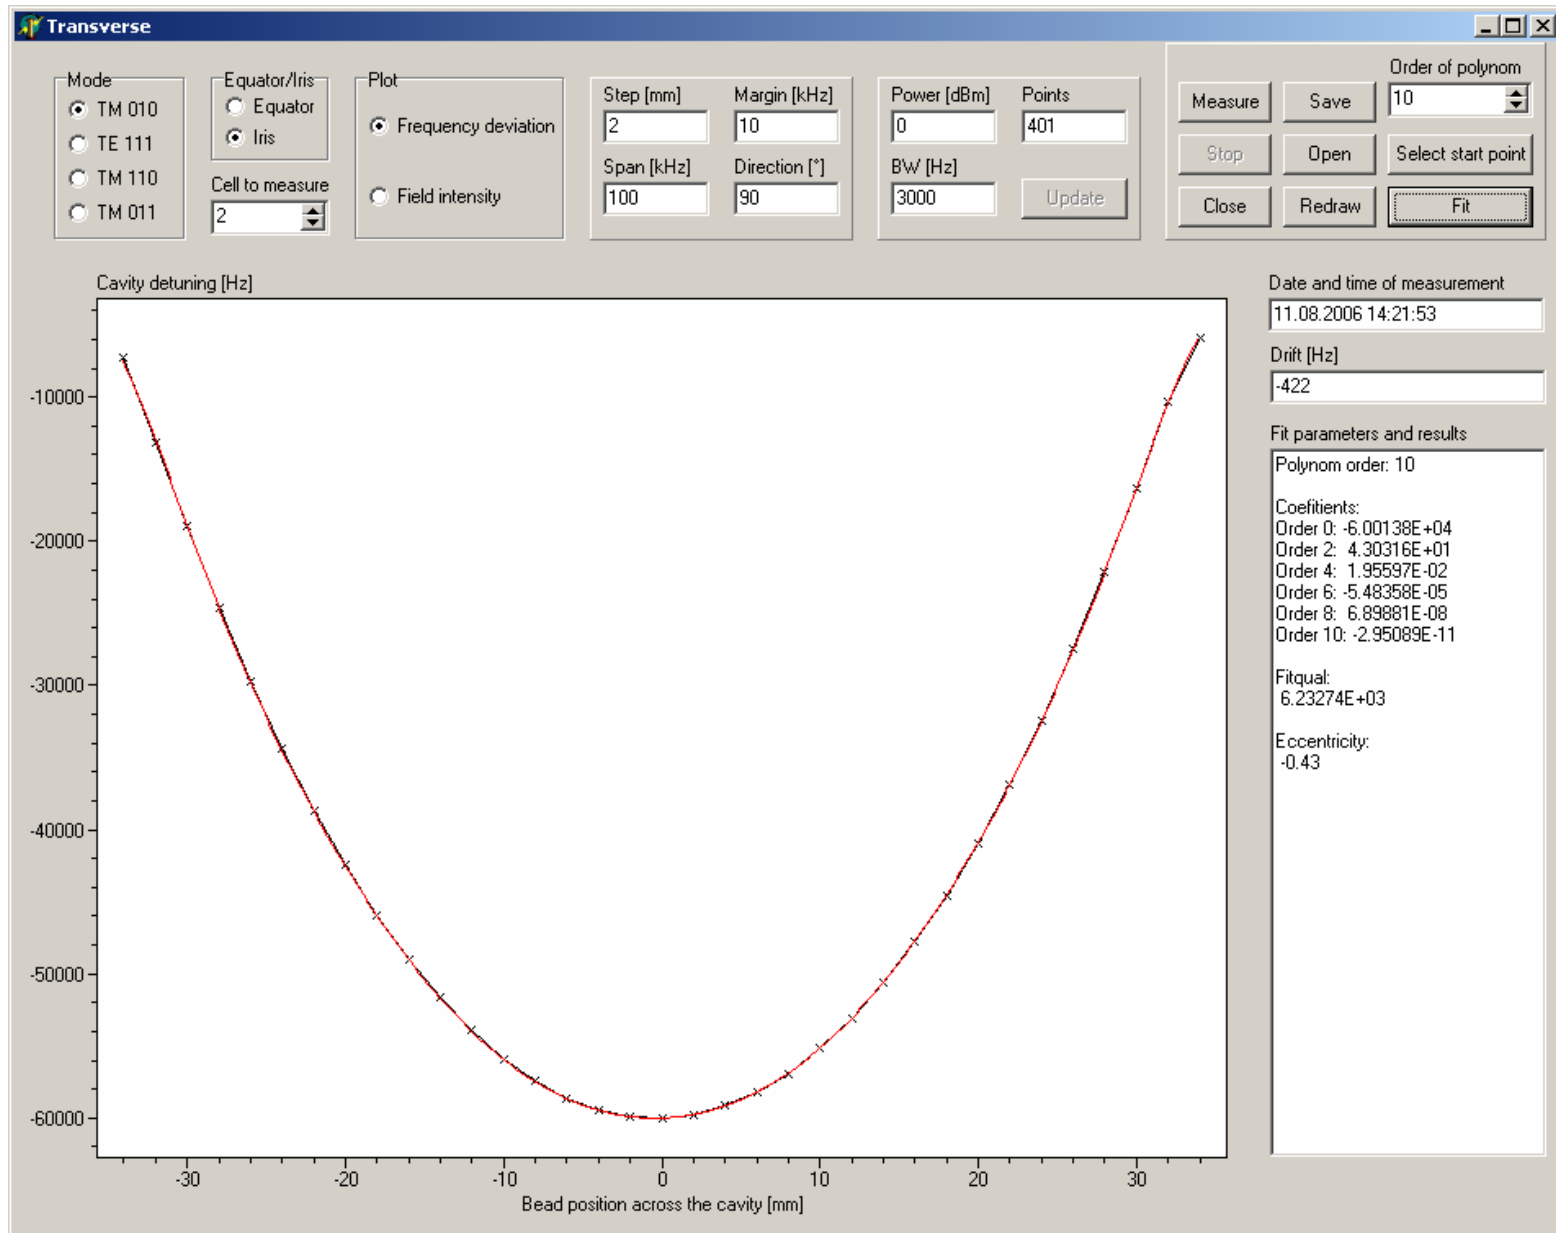 Transverse
Mode
TM 010
TE 111
TM 110
TM 011
Equator/Iris
Equator
Iris
Cell to measure
2
Plot
Frequency deviation
Field intensity
Step [mm]
Margin [kHz]
2
10
Span [kHz]
Direction [°]
100
90
Power [dBm]
Points
0
401
BW [Hz]
3000
Update
Order of polynom
Measure
Save
10
Stop
Open
Select start point
Close
Redraw
Fit
Cavity detuning [Hz]
-10000
-20000
-30000
-40000
-50000
-60000
-30
-20
-10
0
10
20
30
Bead position across the cavity [mm]
Date and time of measurement
11.08.2006 14:21:53
Drift [Hz]
-422
Fit parameters and results
Polynom order: 10
Coefitients:
Order 0: -6.00138E+04
Order 2:  4.30316E+01
Order 4:  1.95597E-02
Order 6: -5.48358E-05
Order 8:  6.89881E-08
Order 10: -2.95089E-11
Fitqual:
6.23274E+03
Eccentricity:
-0.43